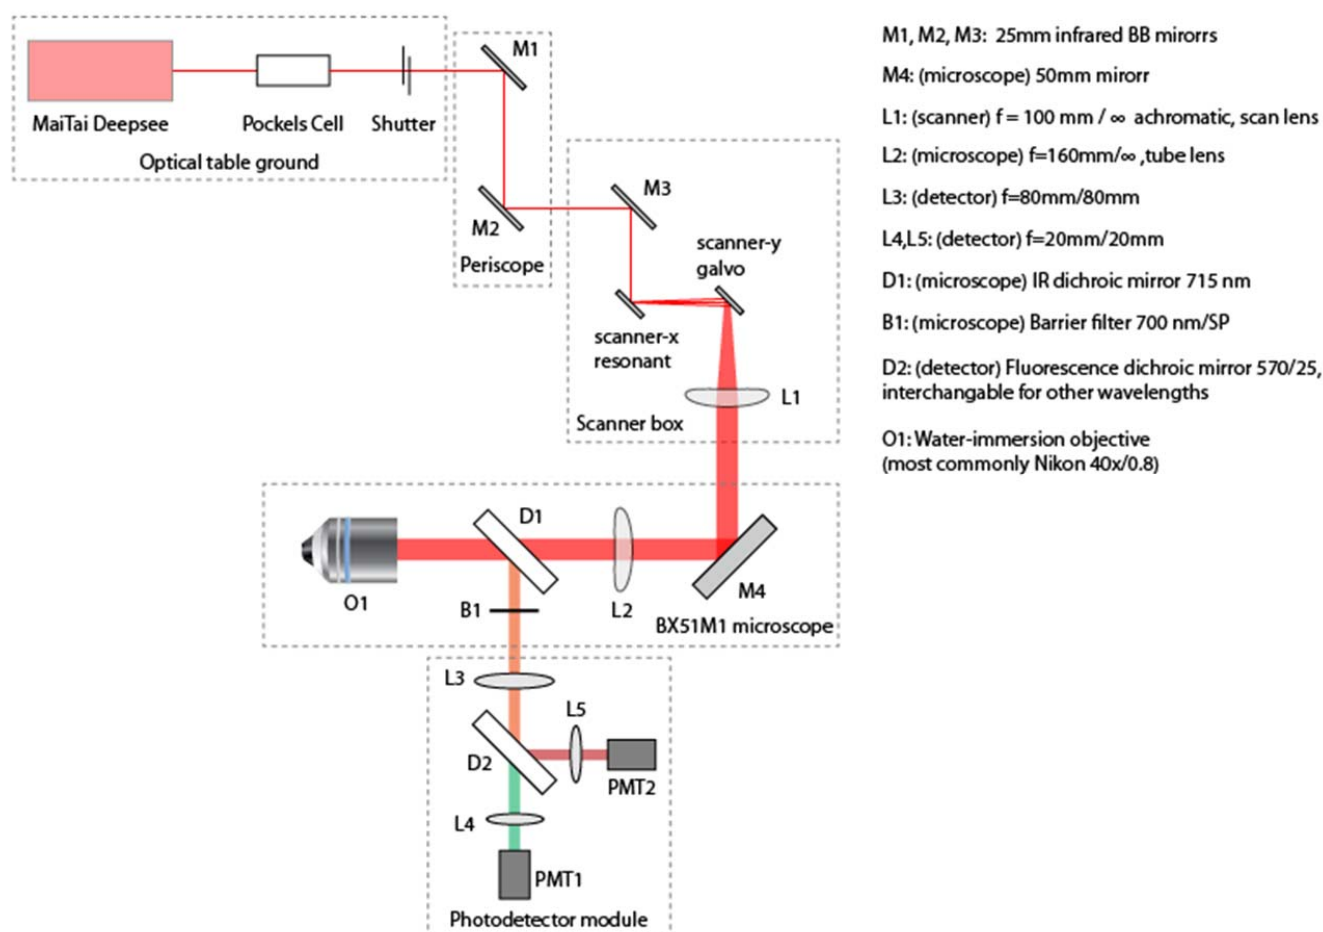 MaiTai Deepsee
Pockels Cell
Shutter
Optical table ground
M1
M2
Periscope
M3
scanner-y
galvo
scanner-x
resonant
L1
Scanner box
O1
D1
B1
L2
M4
BX51M1 microscope
L3
L5
D2
PMT2
L4
PMT1
Photodetector module
M1, M2, M3: 25mm infrared BB mirorrs
M4: (microscope) 50mm mirorr
L1: (scanner) f = 100 mm / ∞ achromatic, scan lens
L2: (microscope) f=160mm/∞ ,tube lens
L3: (detector) f=80mm/80mm
L4,L5: (detector) f=20mm/20mm
D1: (microscope) IR dichroic mirror 715 nm
B1: (microscope) Barrier filter 700 nm/SP
D2: (detector) Fluorescence dichroic mirror 570/25,
interchangable for other wavelengths
O1: Water-immersion objective
(most commonly Nikon 40x/0.8)